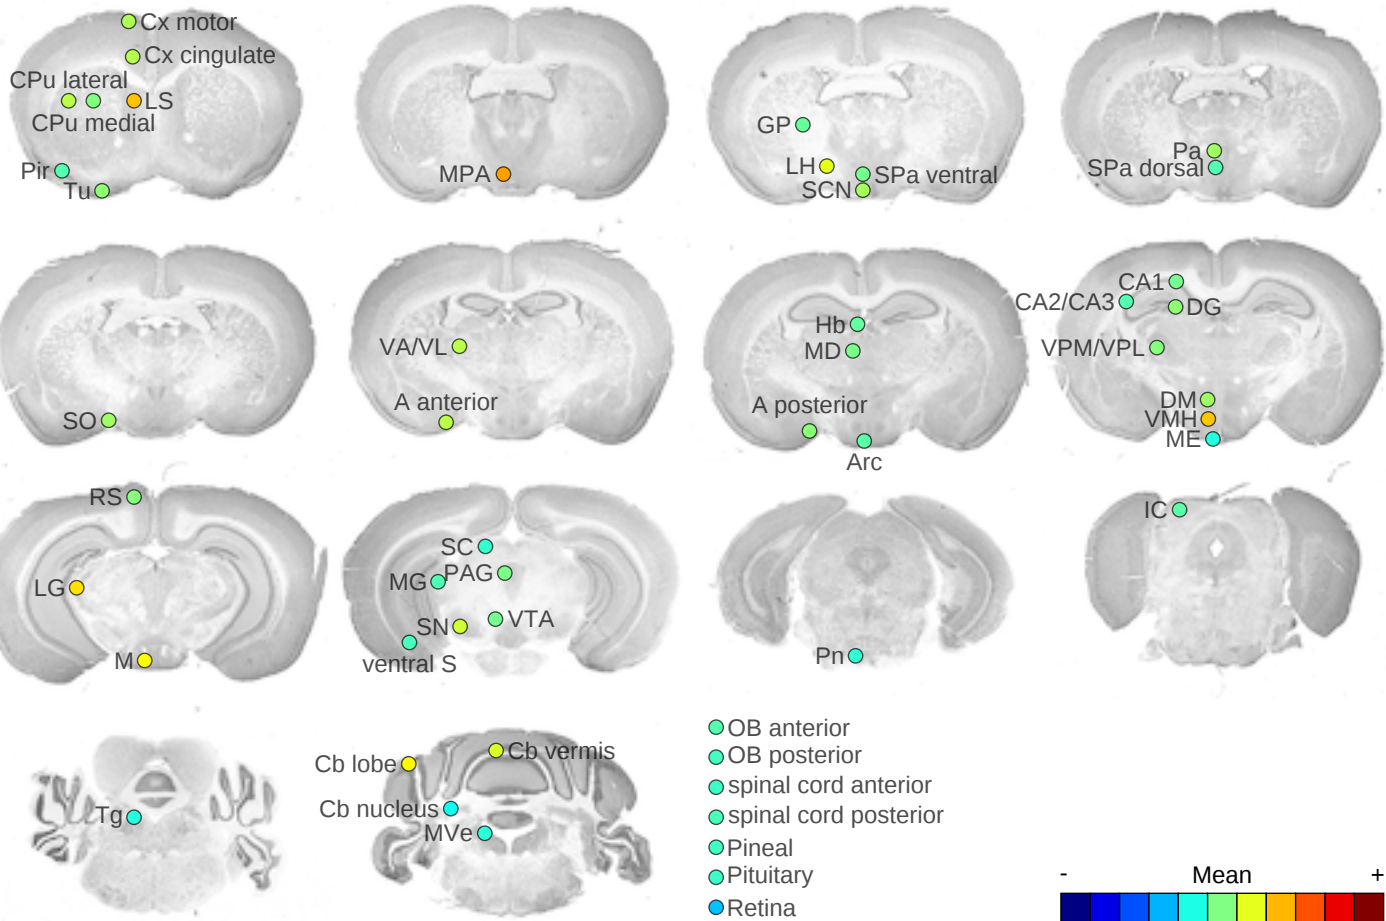 Cx motor
Cx cingulate
CPu lateral
LS
CPu medial
Pir
Tu
MPA
GP
LH
SPa ventral
SCN
Pa
SPa dorsal
SO
VA/VL
A anterior
Hb
MD
A posterior
Arc
CA1
CA2/CA3
DG
VPM/VPL
DM
VMH
ME
RS
LG
M
SC
MG
PAG
SN
VTA
ventral S
Pn
IC
Tg
Cb lobe
Cb vermis
Cb nucleus
MVe
OB anterior
OB posterior
spinal cord anterior
spinal cord posterior
Pineal
Pituitary
Retina
- Mean +